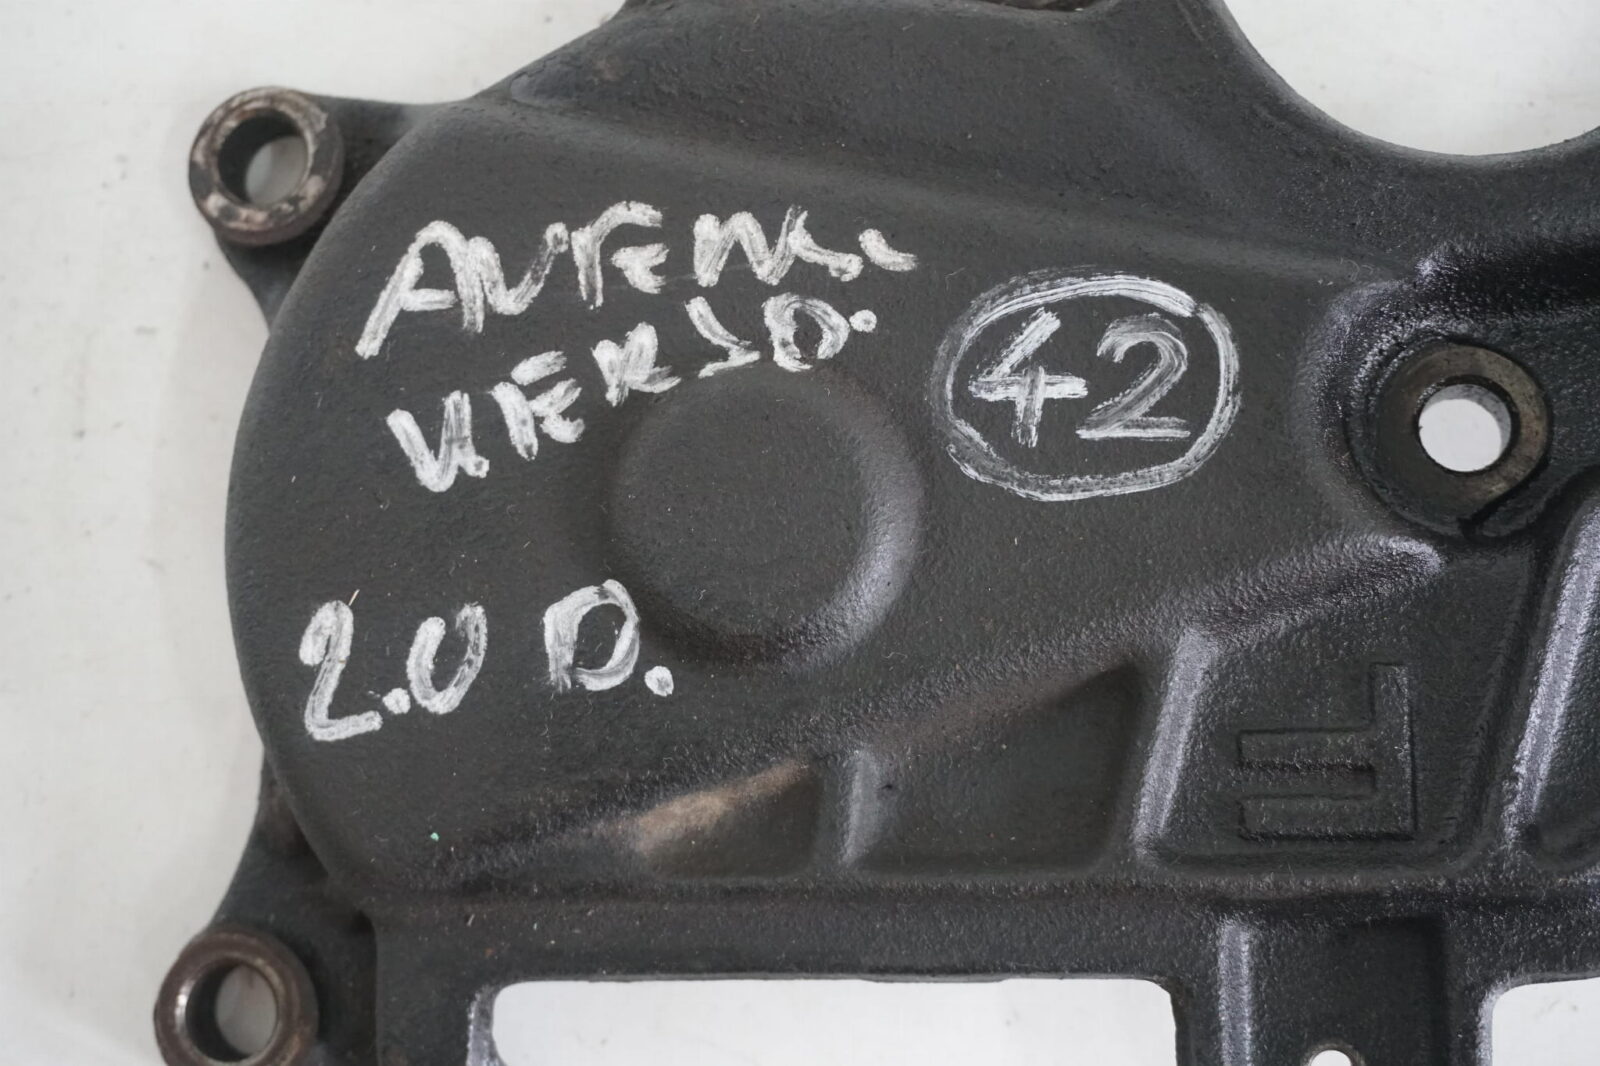 AVENS.
VERSO.
42
2.0 D.
F